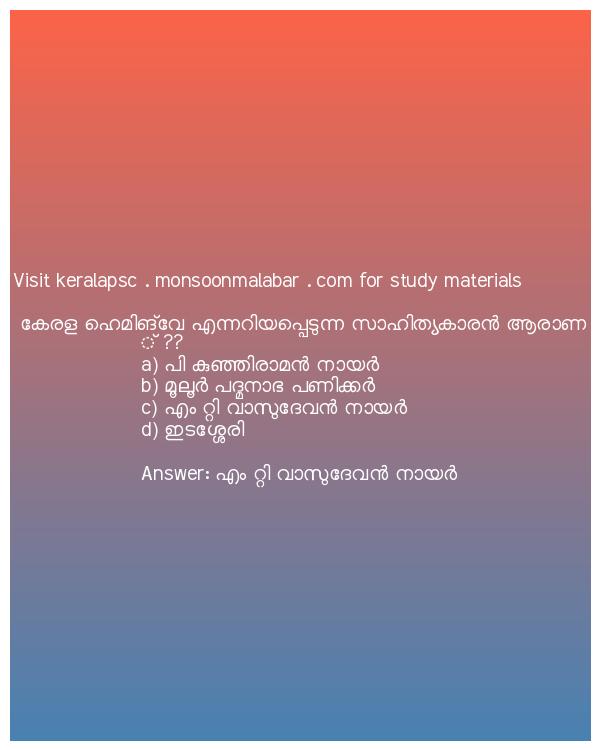 Visit keralapsc . monsoonmalabar . com for study materials
കേരള ഹെമിങ്‌വേ എന്നറിയപ്പെടുന്ന സാഹിത്യകാരൻ ആരാണ
് ??
a) പി കുഞ്ഞിരാമൻ നായർ
b) മൂലൂർ പദ്മനാഭ പണിക്കർ
c) എം റ്റി വാസുദേവൻ നായർ
d) ഇടശ്ശേരി
Answer: എം റ്റി വാസുദേവൻ നായർ